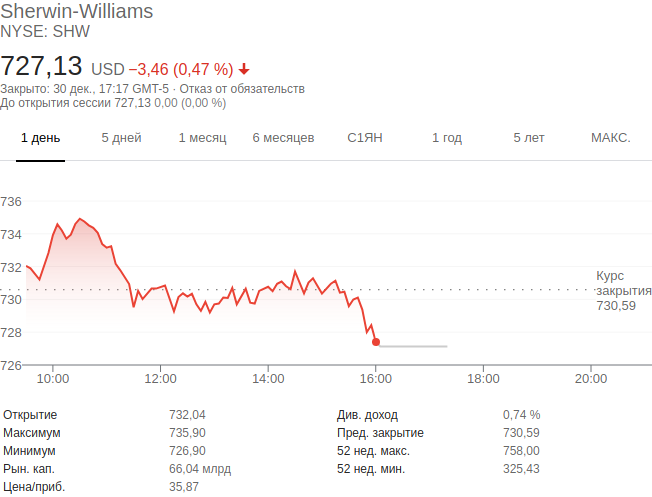 Sherwin-Williams
NYSE: SHW
727,13 USD −3,46 (0,47 %)
Закрыто: 30 дек., 17:17 GMT-5 · Отказ от обязательств
До открытия сессии 727,13 0,00 (0,00 %)
1 день 5 дней 1 месяц 6 месяцев С1ЯН 1 год 5 лет МАКС.
736
734
732
Курс закрытия 730,59
730
728
726
10:00 12:00 14:00 16:00 18:00 20:00
Открытие 732,04 Див. доход 0,74 %
Максимум 735,90 Пред. закрытие 730,59
Минимум 726,90 52 нед. макс. 758,00
Рын. кап. 66,04 млрд 52 нед. мин. 325,43
Цена/приб. 35,87